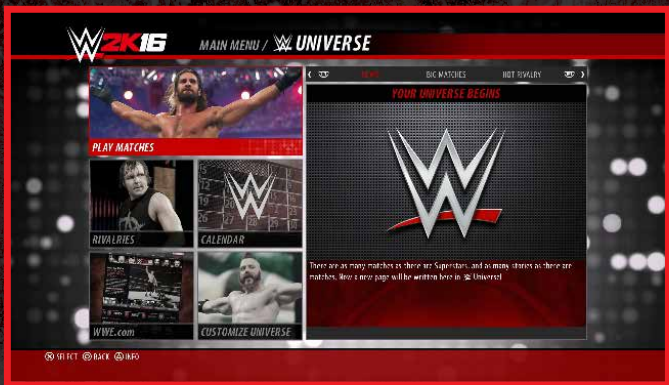 W 2K16 MAIN MENU / W UNIVERSE
NEWS BIG MATCHES HOT RIVALRY
YOUR UNIVERSE BEGINS
PLAY MATCHES
RIVALRIES
CALENDAR
There are as many matches as there are Superstars...and as many stories as there are
matches. Now a new page will be written here in W Universe!
WWE.com
CUSTOMIZE UNIVERSE
SELECT BACK INFO